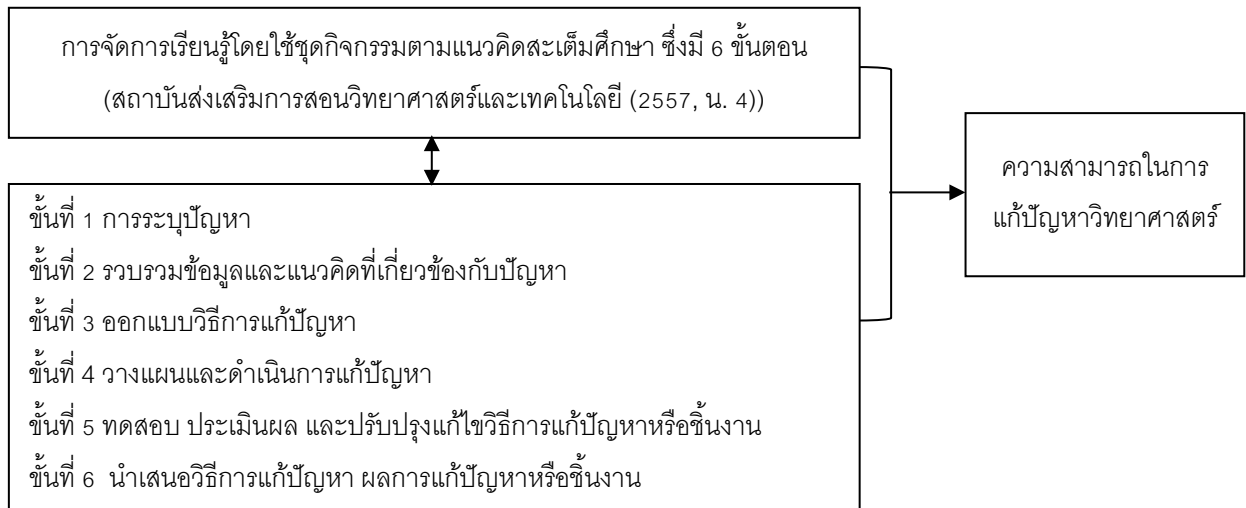 การจัดการเรียนรู้โดยใช้ชุดกิจกรรมตามแนวคิดสะเต็มศึกษา ซึ่งมี 6 ขั้นตอน
(สถาบันส่งเสริมการสอนวิทยาศาสตร์และเทคโนโลยี (2557, น. 4))
ขั้นที่ 1 การระบุปัญหา
ขั้นที่ 2 รวบรวมข้อมูลและแนวคิดที่เกี่ยวข้องกับปัญหา
ขั้นที่ 3 ออกแบบวิธีการแก้ปัญหา
ขั้นที่ 4 วางแผนและดำเนินการแก้ปัญหา
ขั้นที่ 5 ทดสอบ ประเมินผล และปรับปรุงแก้ไขวิธีการแก้ปัญหาหรือชิ้นงาน
ขั้นที่ 6 นำเสนอวิธีการแก้ปัญหา ผลการแก้ปัญหาหรือชิ้นงาน
ความสามารถในการ
แก้ปัญหาวิทยาศาสตร์